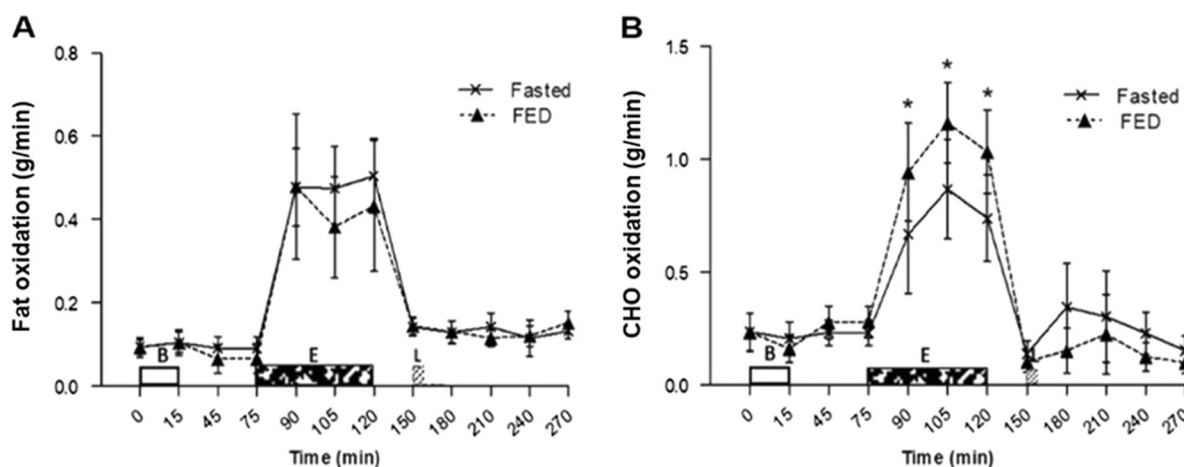 A
Fat oxidation (g/min)
0.8
0.6
0.4
0.2
0.0
Fasted
FED
B
E
L
0
15
45
75
90
105
120
150
180
210
240
270
Time (min)
B
CHO oxidation (g/min)
1.5
1.0
0.5
0.0
Fasted
FED
*
*
*
B
E
0
15
45
75
90
105
120
150
180
210
240
270
Time (min)